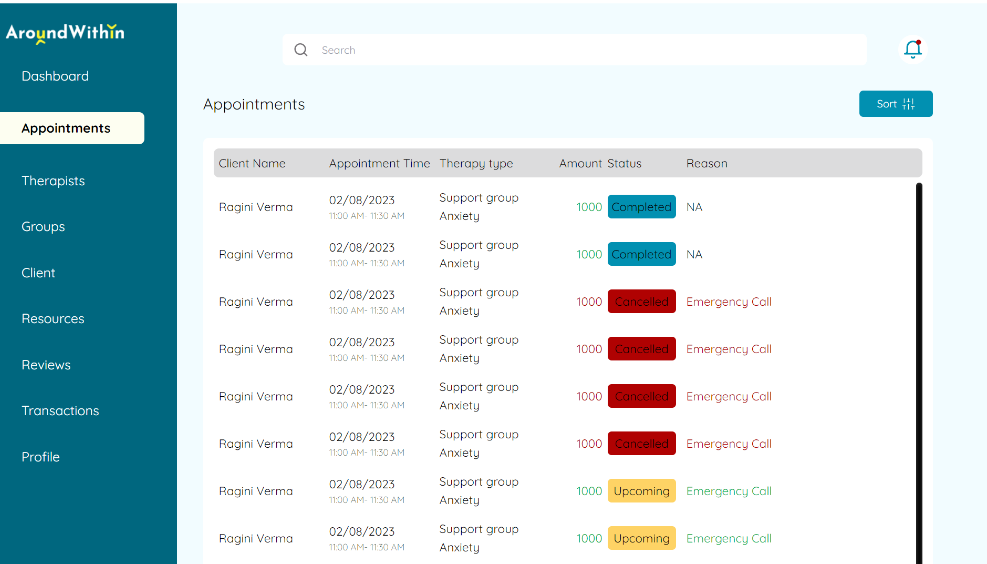 AroundWithin
Search
Dashboard
Appointments
Sort
Appointments
Client Name Appointment Time Therapy type Amount Status Reason
Therapists
Ragini Verma 02/08/2023 Support group 1000 Completed NA
11:00 AM- 11:30 AM Anxiety
Groups
Ragini Verma 02/08/2023 Support group 1000 Completed NA
11:00 AM- 11:30 AM Anxiety
Client
Ragini Verma 02/08/2023 Support group 1000 Cancelled Emergency Call
11:00 AM- 11:30 AM Anxiety
Resources
Ragini Verma 02/08/2023 Support group 1000 Cancelled Emergency Call
11:00 AM- 11:30 AM Anxiety
Reviews
Ragini Verma 02/08/2023 Support group 1000 Cancelled Emergency Call
11:00 AM- 11:30 AM Anxiety
Transactions
Ragini Verma 02/08/2023 Support group 1000 Cancelled Emergency Call
11:00 AM- 11:30 AM Anxiety
Profile
Ragini Verma 02/08/2023 Support group 1000 Upcoming Emergency Call
11:00 AM- 11:30 AM Anxiety
Ragini Verma 02/08/2023 Support group 1000 Upcoming Emergency Call
11:00 AM- 11:30 AM Anxiety